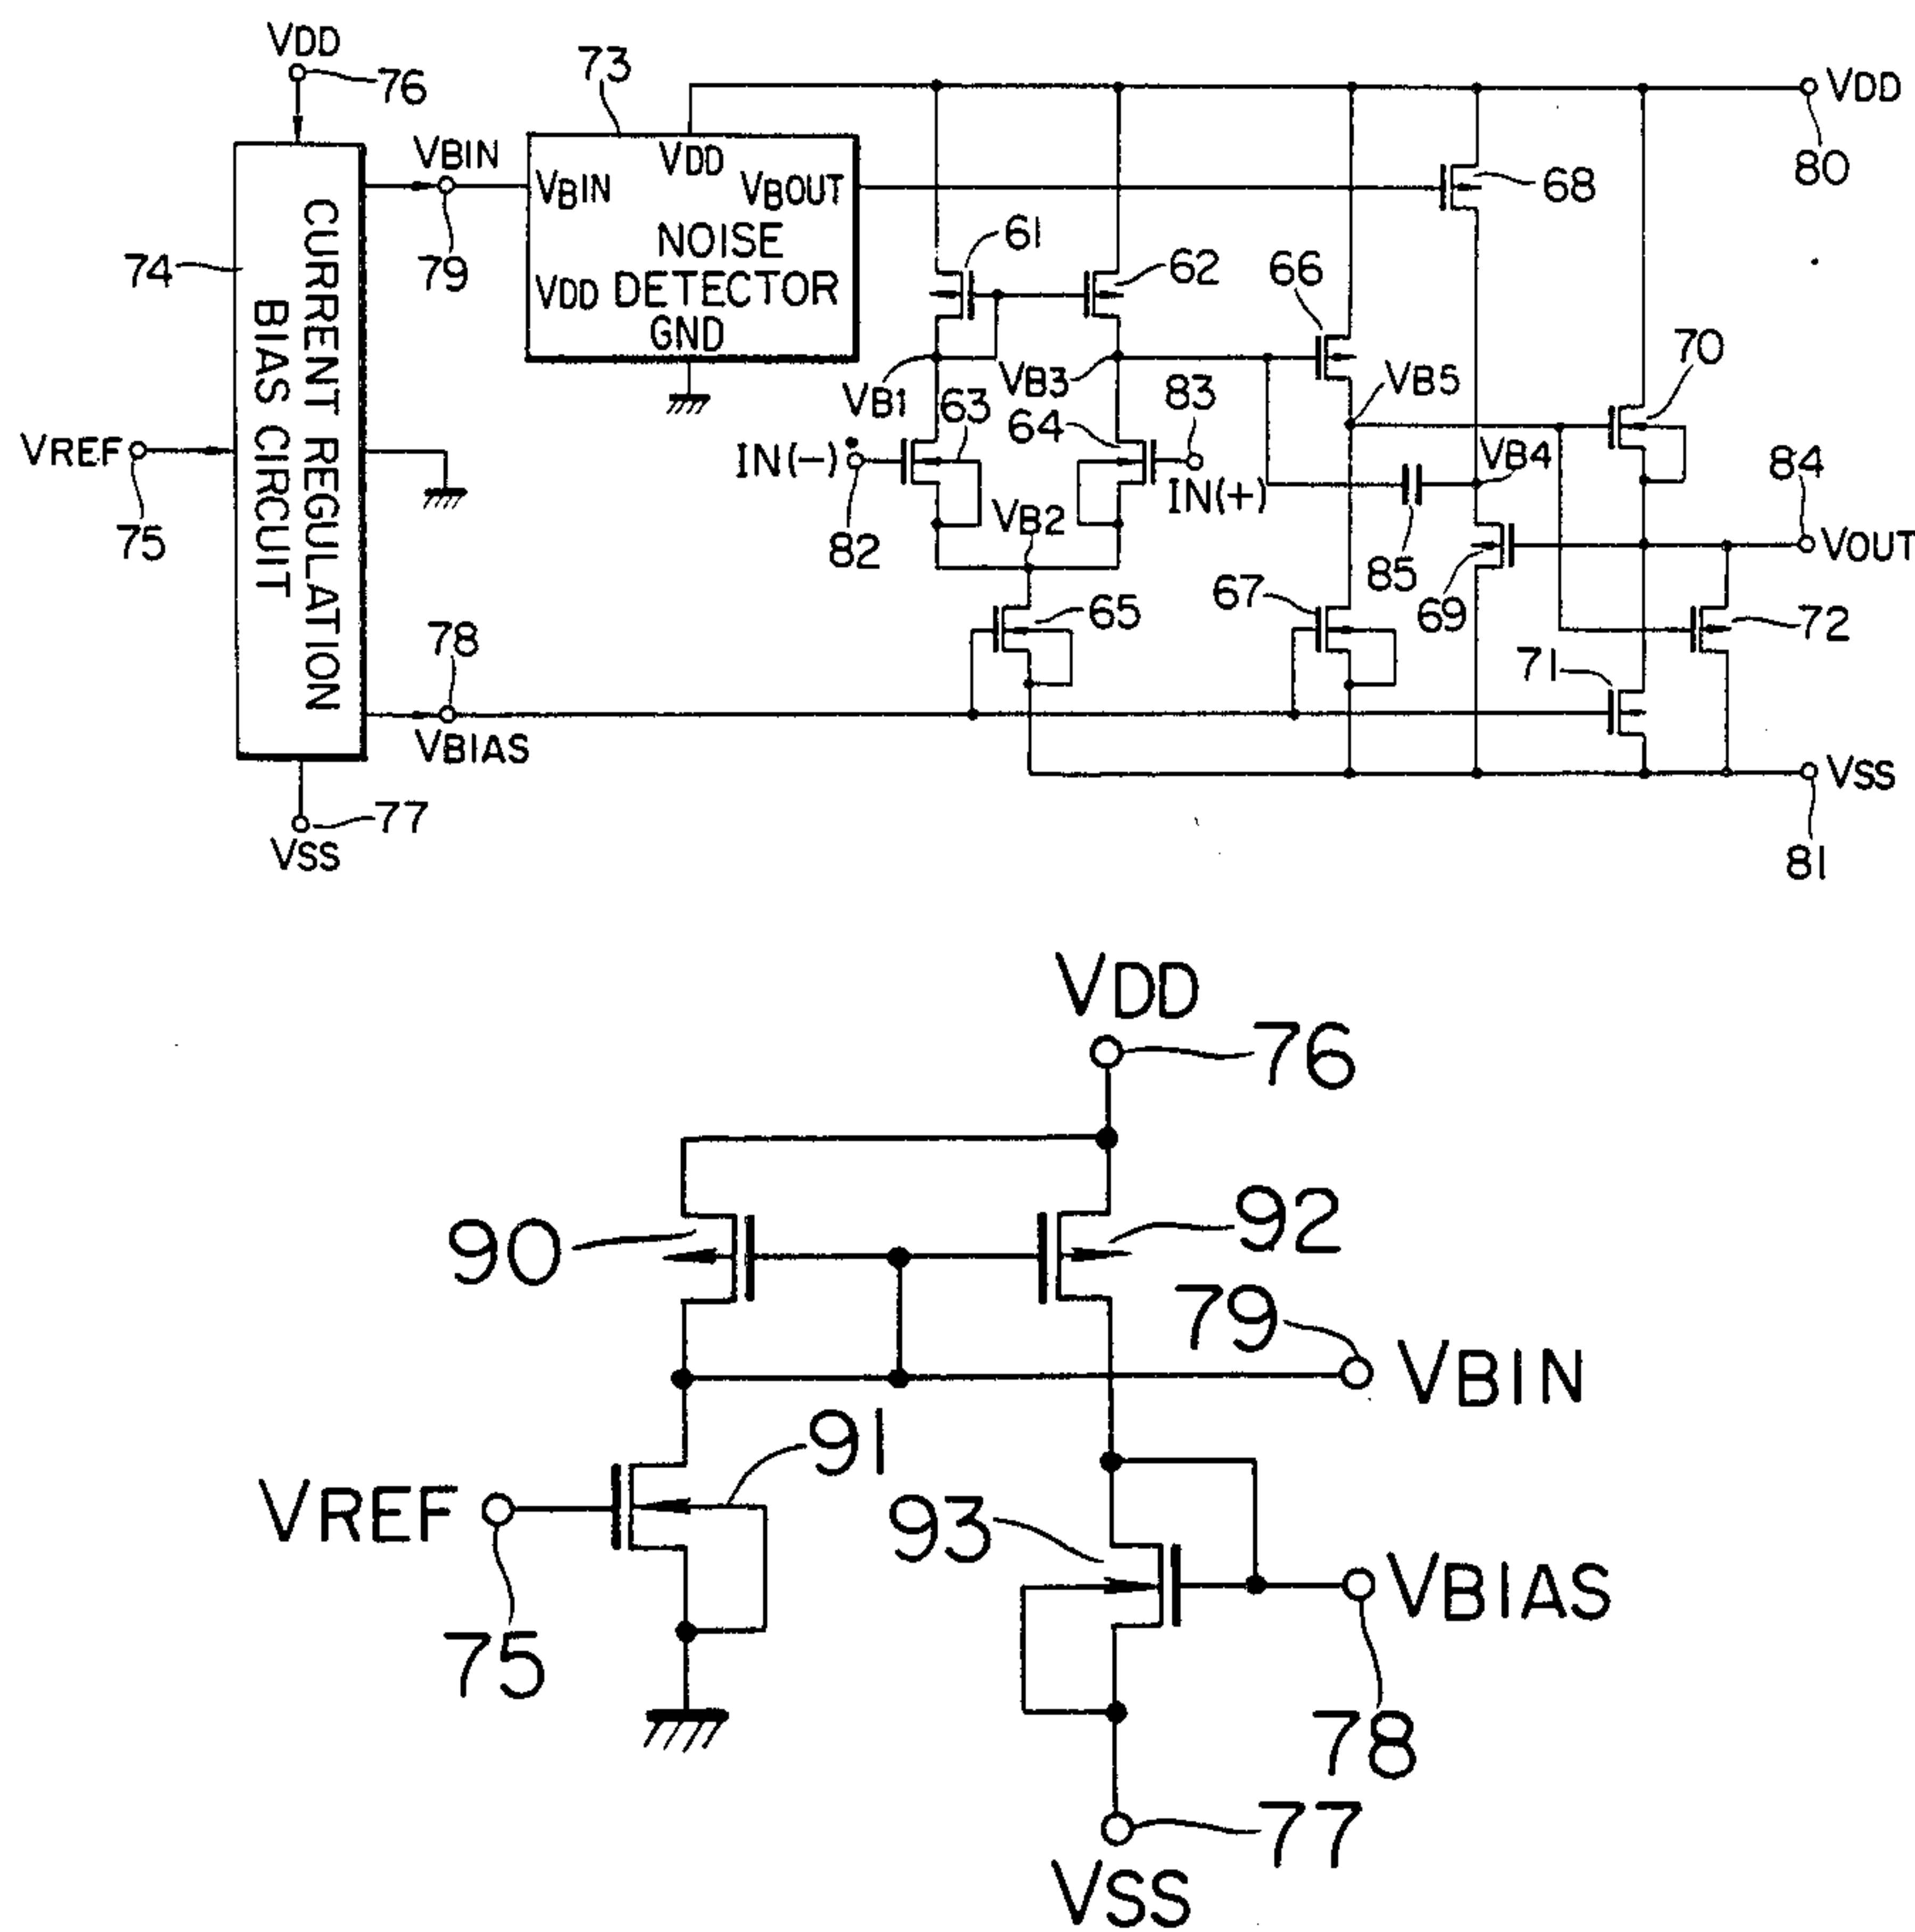 VDD
76
73
VDD
80
VBIN
VDD
VBIN
VBOUT
68
NOISE
VDD DETECTOR
GND
79
74
CURRENT REGULATION
BIAS CIRCUIT
61
62
66
70
VB1
VB3
VB5
63
64
83
VREF
75
IN(-)
82
IN(+)
VB4
84
VB2
85
VOUT
65
67
69
72
71
78
VBIAS
VSS
77
VSS
81
VDD
76
90
92
79
VBIN
91
VREF
75
93
VBIAS
78
77
VSS